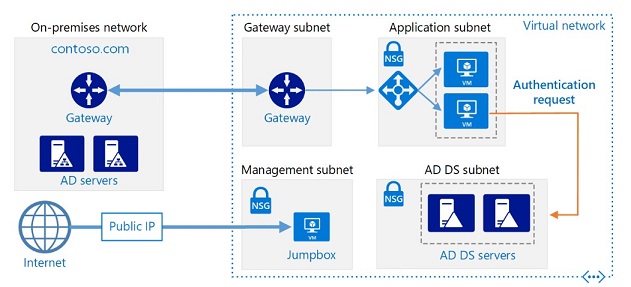 On-premises network
contoso.com
Gateway
AD servers
Internet
Public IP
Gateway subnet
Gateway
Application subnet
NSG
VM
VM
Virtual network
Authentication
request
Management subnet
NSG
VM
Jumpbox
AD DS subnet
NSG
AD DS servers